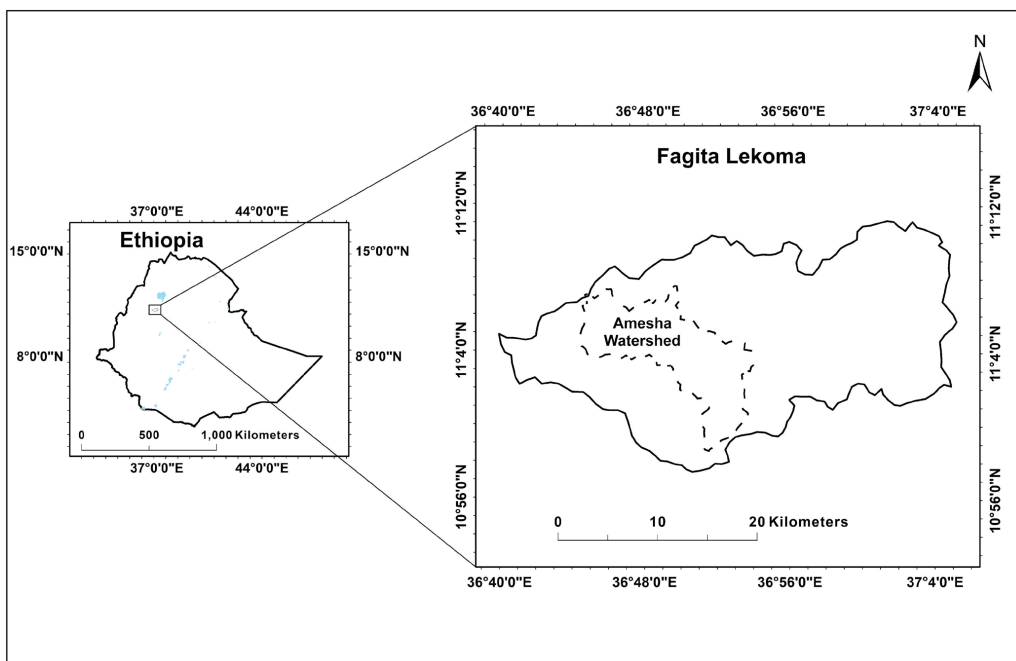 N
36°40'0"E 36°48'0"E 36°56'0"E 37°4'0"E
Fagita Lekoma
11°12'0"N 11°12'0"N
37°0'0"E 44°0'0"E
Ethiopia
15°0'0"N 15°0'0"N
Amesha
Watershed
11°4'0"N 11°4'0"N
8°0'0"N 8°0'0"N
0 500 1,000 Kilometers
37°0'0"E 44°0'0"E
10°56'0"N 10°56'0"N
0 10 20 Kilometers
36°40'0"E 36°48'0"E 36°56'0"E 37°4'0"E